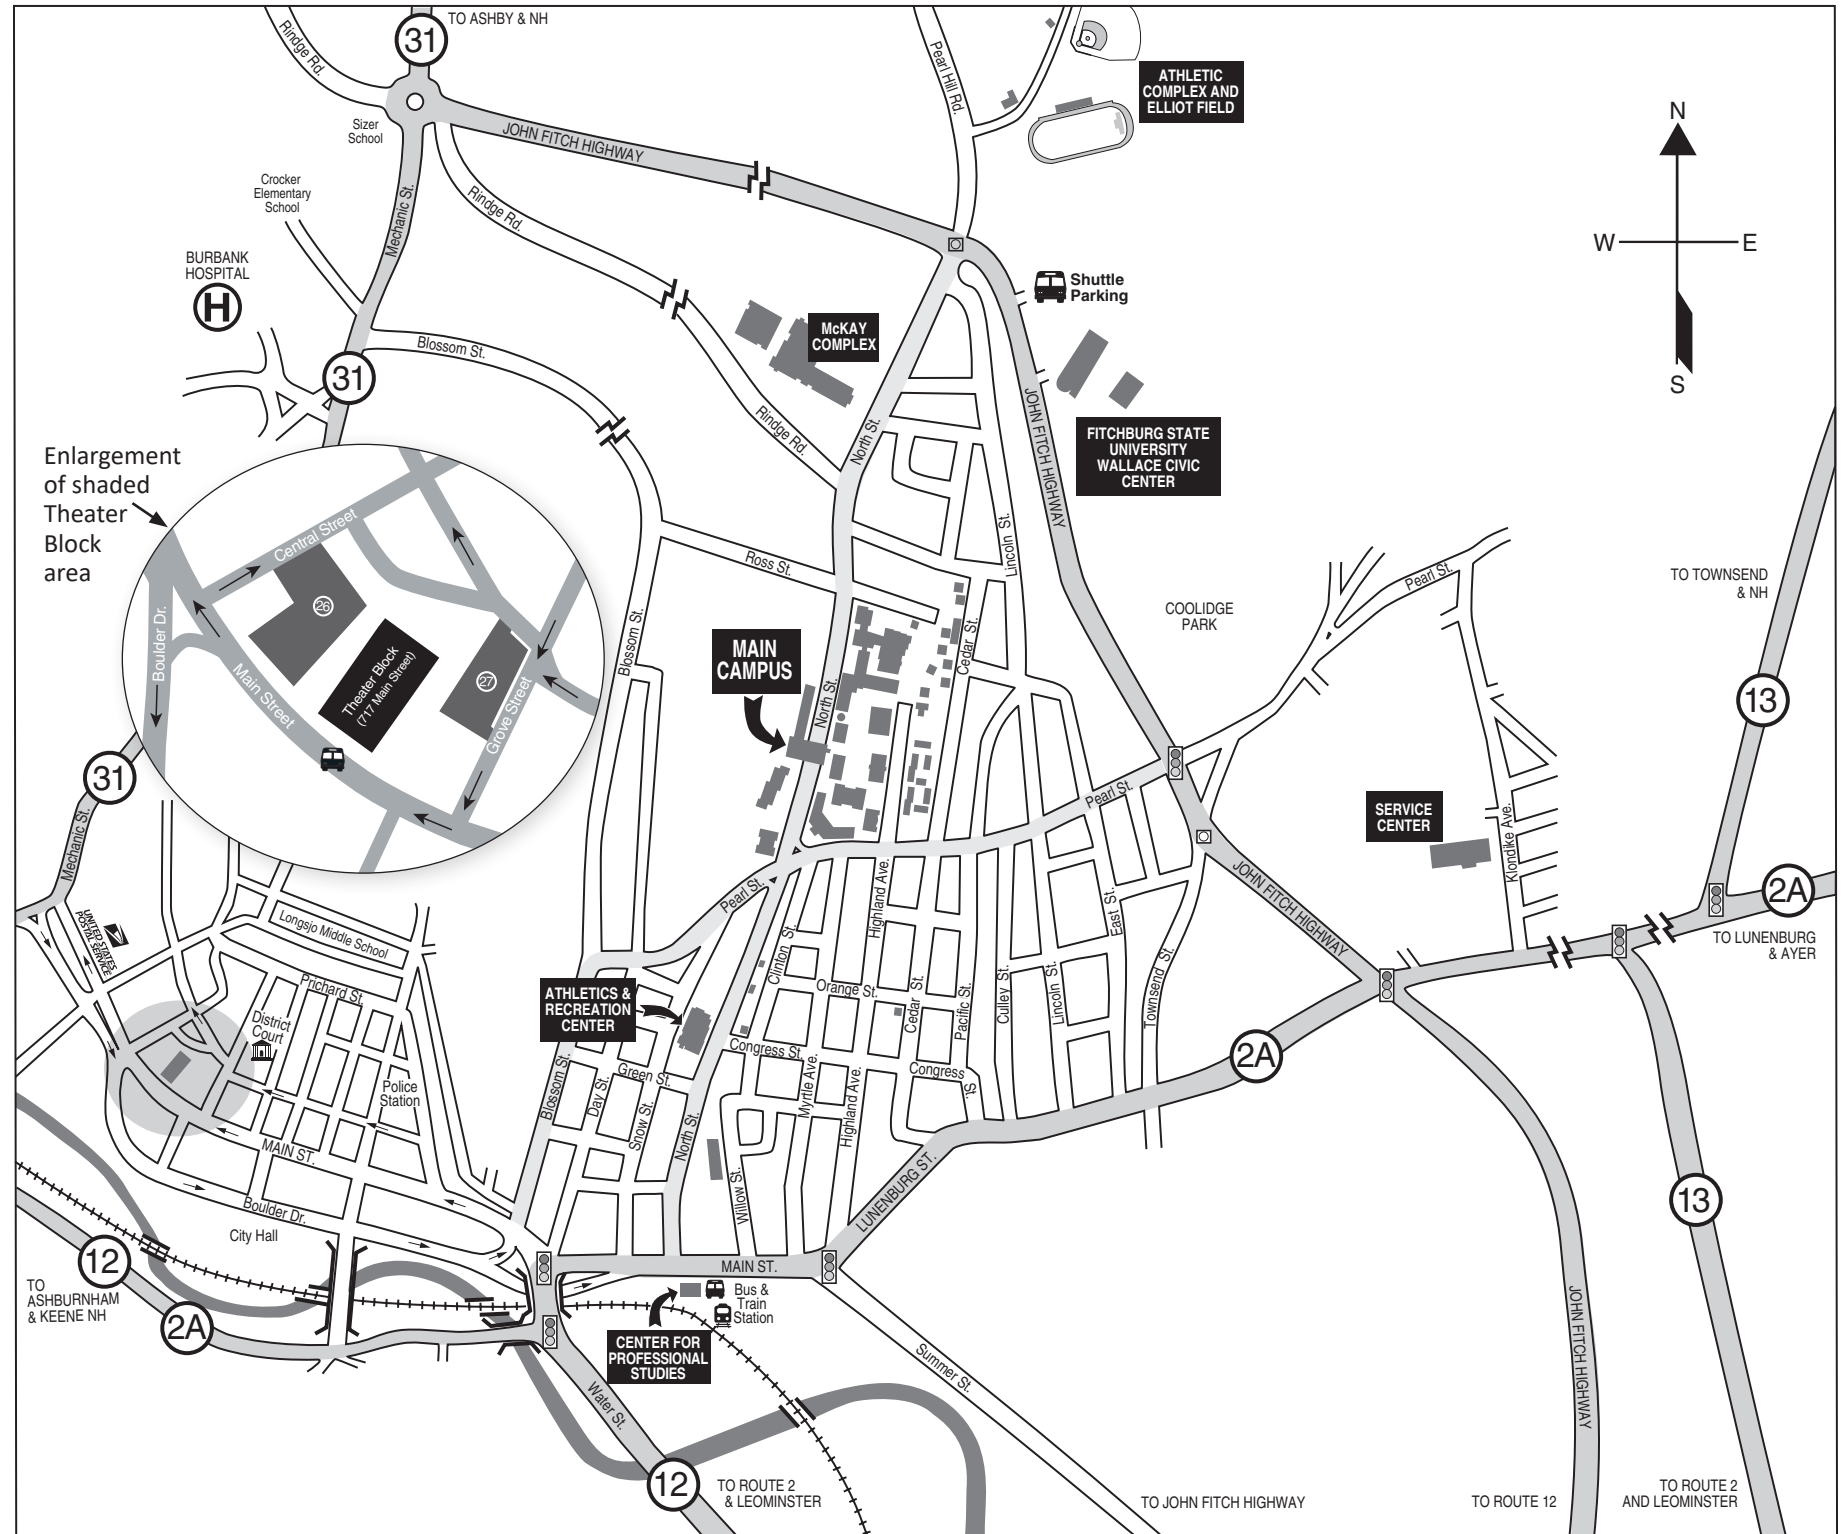 TO ASHBY & NH
31
Rindge Rd.
Pearl Hill Rd.
ATHLETIC
COMPLEX AND
ELLIOT FIELD
N
W
E
S
Sizer
School
JOHN FITCH HIGHWAY
Crocker
Elementary
School
Mechanic St.
Rindge Rd.
BURBANK
HOSPITAL
H
Shuttle
Parking
McKAY
COMPLEX
Blossom St.
31
Rindge Rd.
North St.
JOHN FITCH HIGHWAY
FITCHBURG STATE
UNIVERSITY
WALLACE CIVIC
CENTER
Enlargement
of shaded
Theater
Block
area
Central Street
26
Boulder Dr.
Main Street
Theater Block
(717 Main Street)
27
Grove Street
Ross St.
Lincoln St.
Blossom St.
Cedar St.
COOLIDGE
PARK
Pearl St.
TO TOWNSEND
& NH
13
MAIN
CAMPUS
North St.
31
Mechanic St.
Pearl St.
SERVICE
CENTER
Klondike Ave.
2A
TO LUNENBURG
& AYER
JOHN FITCH HIGHWAY
UNITED STATES
POSTAL SERVICE
Longsjo Middle School
Pearl St.
Highland Ave.
East St.
Clinton St.
Prichard St.
District
Court
ATHLETICS &
RECREATION
CENTER
Orange St.
Cedar St.
Pacific St.
Culley St.
Lincoln St.
Townsend St.
2A
Police
Station
Blossom St.
Day St.
Green St.
Snow St.
North St.
Congress St.
Myrtle Ave.
Highland Ave.
Congress
St.
MAIN ST.
Boulder Dr.
City Hall
Willow St.
LUNENBURG ST.
13
12
TO
ASHBURNHAM
& KEENE NH
2A
MAIN ST.
Bus &
Train
Station
CENTER FOR
PROFESSIONAL
STUDIES
Water St.
Summer St.
JOHN FITCH HIGHWAY
12
TO ROUTE 2
& LEOMINSTER
TO JOHN FITCH HIGHWAY
TO ROUTE 12
TO ROUTE 2
AND LEOMINSTER